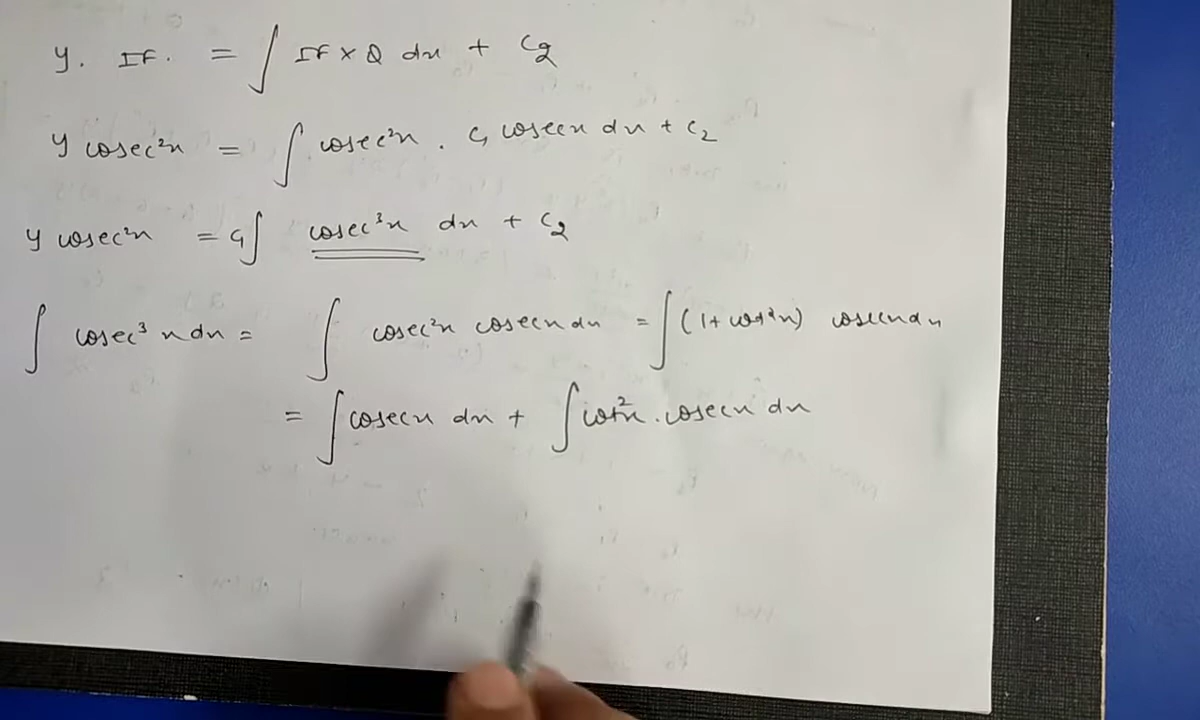 y. IF. = ∫ IF × Q dx + C2
y cosec²x = ∫ cosec²x . C1 cosecx dx + C2
y cosec²x = C1 ∫ cosec³x dx + C2
∫ cosec³ x dx = ∫ cosec²x cosecx dx = ∫ (1 + cot²x) cosecx dx
= ∫ cosecx dx + ∫ cot²x . cosecx dx